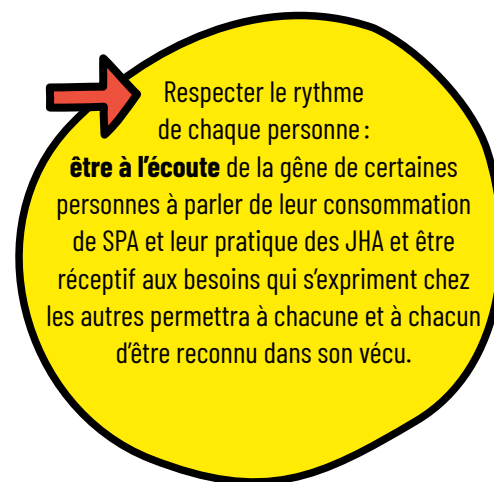 Respecter le rythme
de chaque personne :
être à l’écoute de la gêne de certaines
personnes à parler de leur consommation
de SPA et leur pratique des JHA et être
réceptif aux besoins qui s’expriment chez
les autres permettra à chacune et à chacun
d’être reconnu dans son vécu.